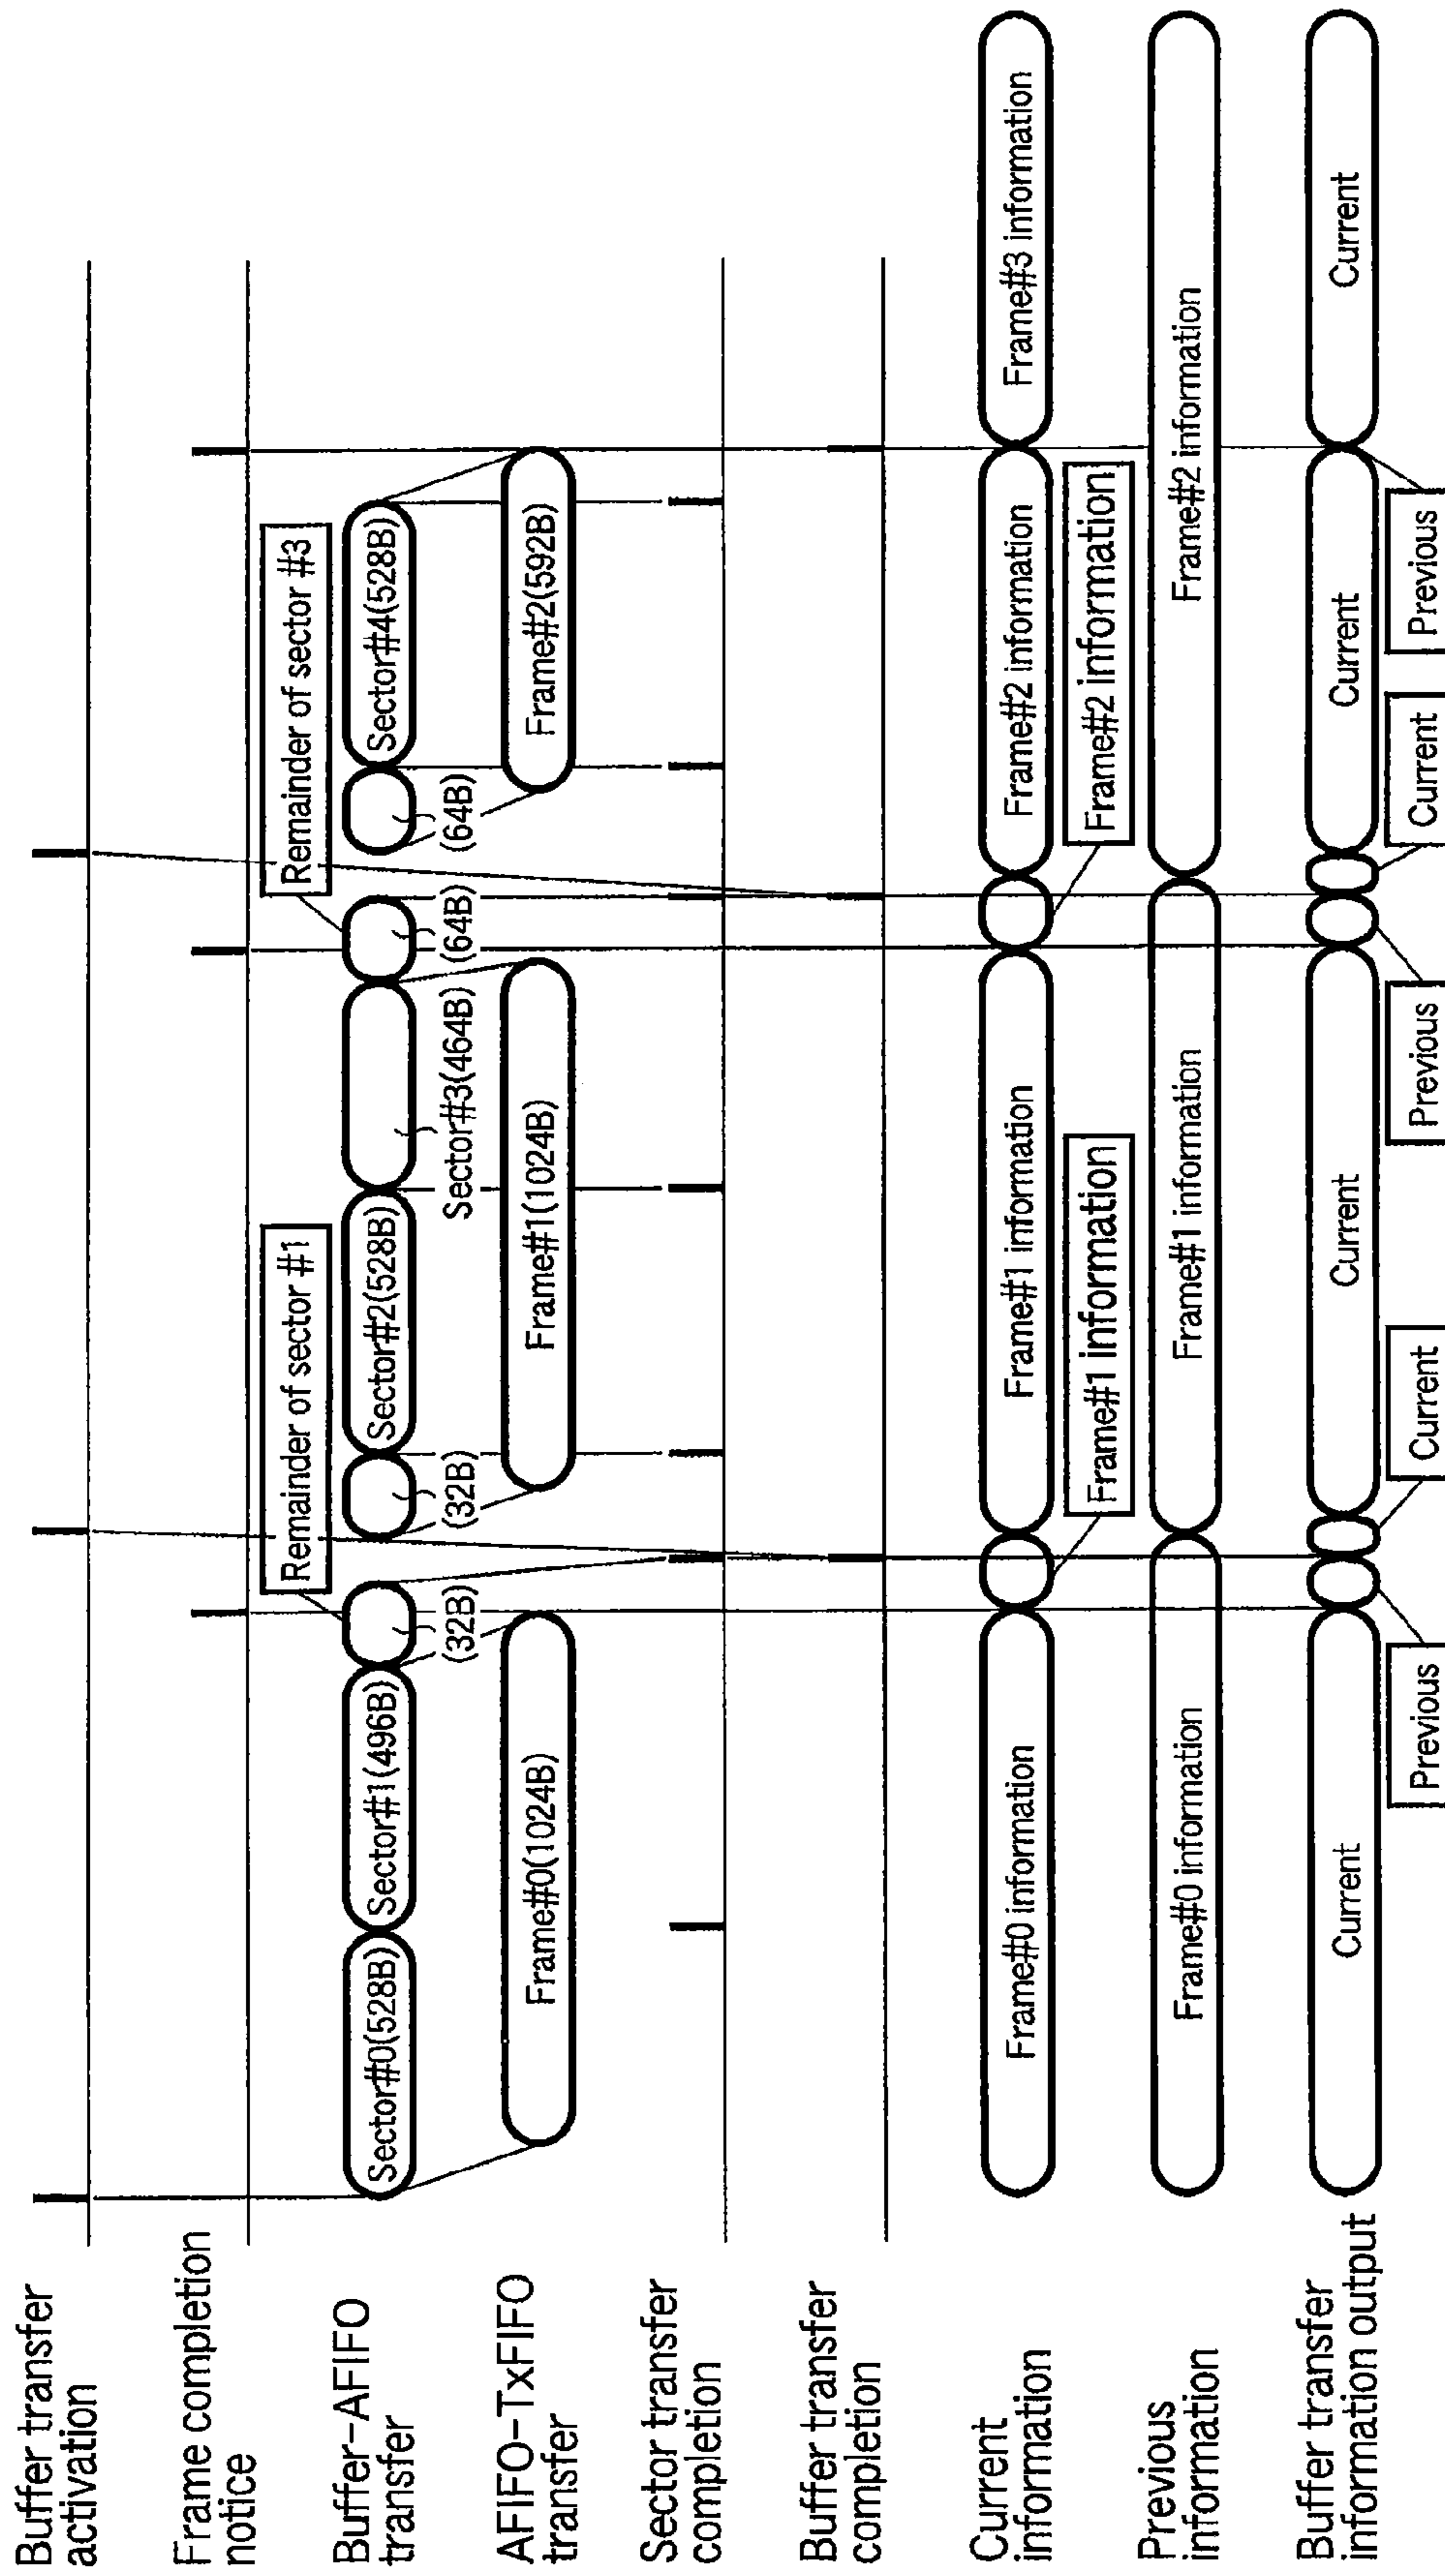 Buffer transfer
activation
Frame completion
notice
Remainder of sector #1
Remainder of sector #3
Buffer-AFIFO
transfer
Sector#0(528B)
Sector#1(496B)
(32B)
(32B)
Sector#2(528B)
Sector#3(464B)
(64B)
(64B)
Sector#4(528B)
AFIFO-TxFIFO
transfer
Frame#0(1024B)
Frame#1(1024B)
Frame#2(592B)
Sector transfer
completion
Buffer transfer
completion
Current
information
Frame#0 information
Frame#1 information
Frame#1 information
Frame#2 information
Frame#2 information
Frame#3 information
Previous
information
Frame#0 information
Frame#1 information
Frame#2 information
Buffer transfer
information output
Current
Previous
Current
Current
Previous
Current
Current
Previous
Current